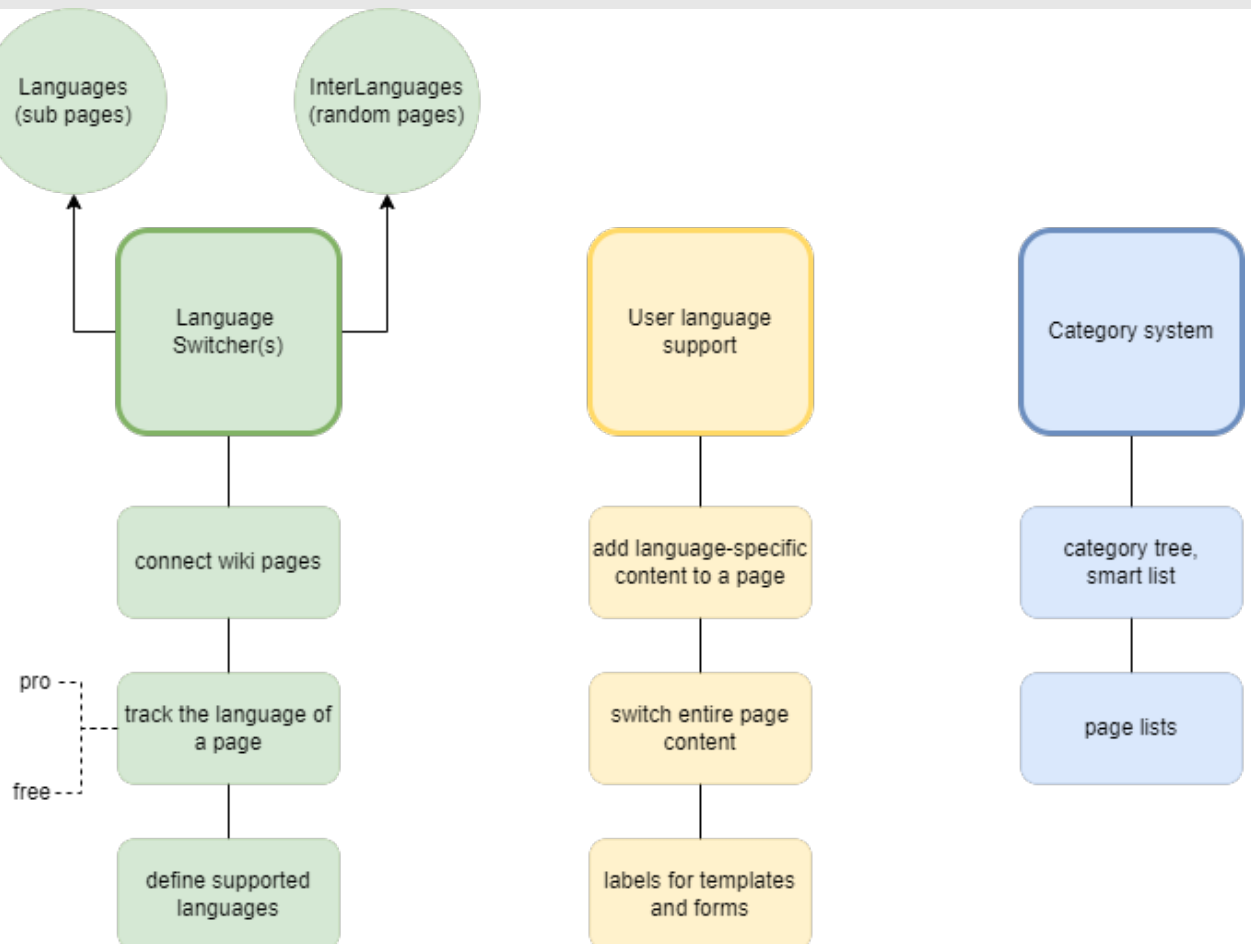 Languages
(sub pages)
InterLanguages
(random pages)
Language
Switcher(s)
User language
support
Category system
connect wiki pages
add language-specific
content to a page
category tree,
smart list
pro
track the language of
a page
free
switch entire page
content
page lists
define supported
languages
labels for templates
and forms